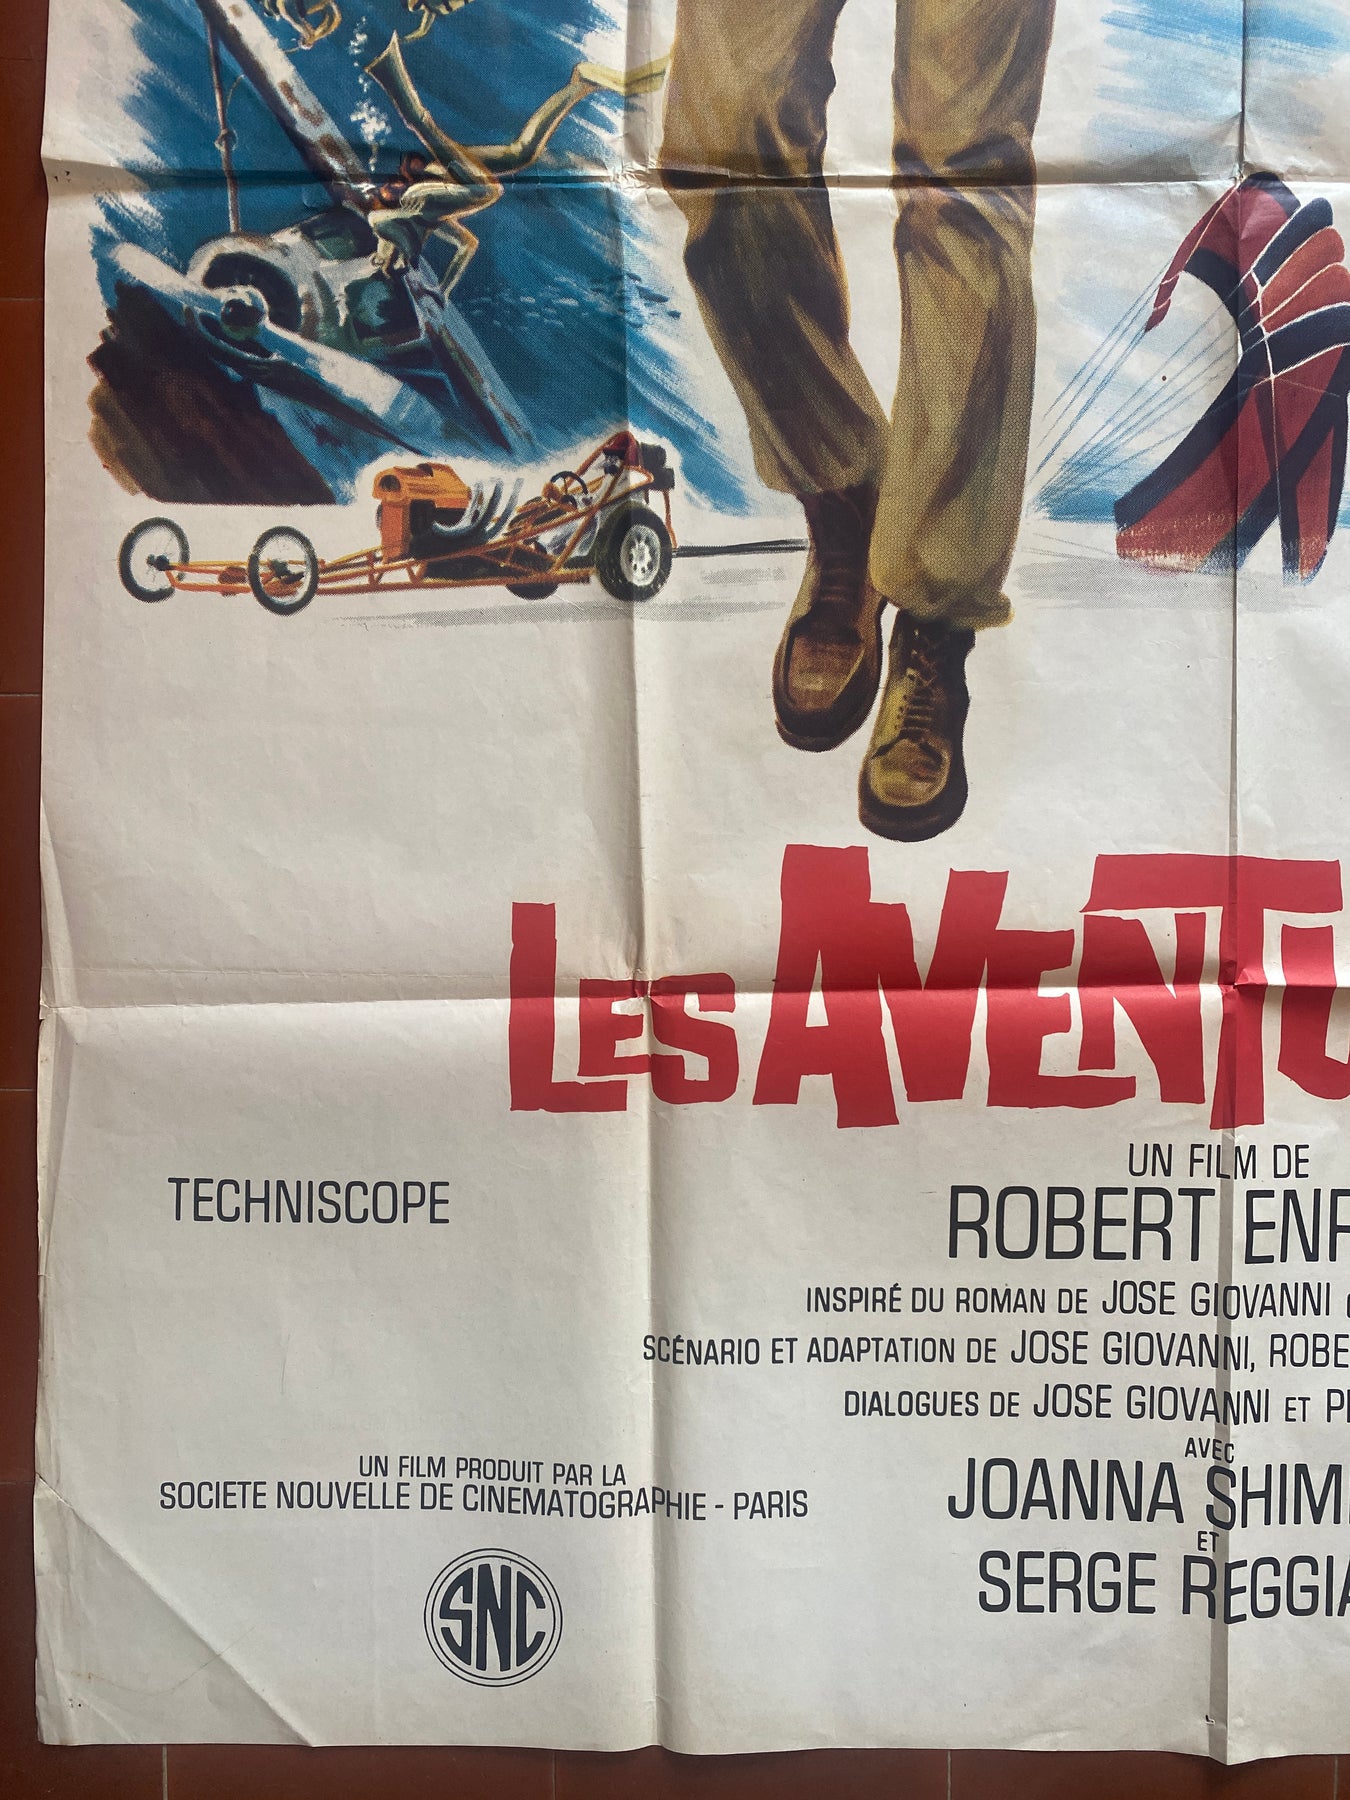 LES AVENTU
TECHNISCOPE
UN FILM DE
ROBERT ENR
INSPIRÉ DU ROMAN DE JOSE GIOVANNI
SCÉNARIO ET ADAPTATION DE JOSE GIOVANNI, ROBE
DIALOGUES DE JOSE GIOVANNI ET PI
AVEC
JOANNA SHIM
ET
SERGE REGGIA
UN FILM PRODUIT PAR LA
SOCIETE NOUVELLE DE CINEMATOGRAPHIE - PARIS
SNC